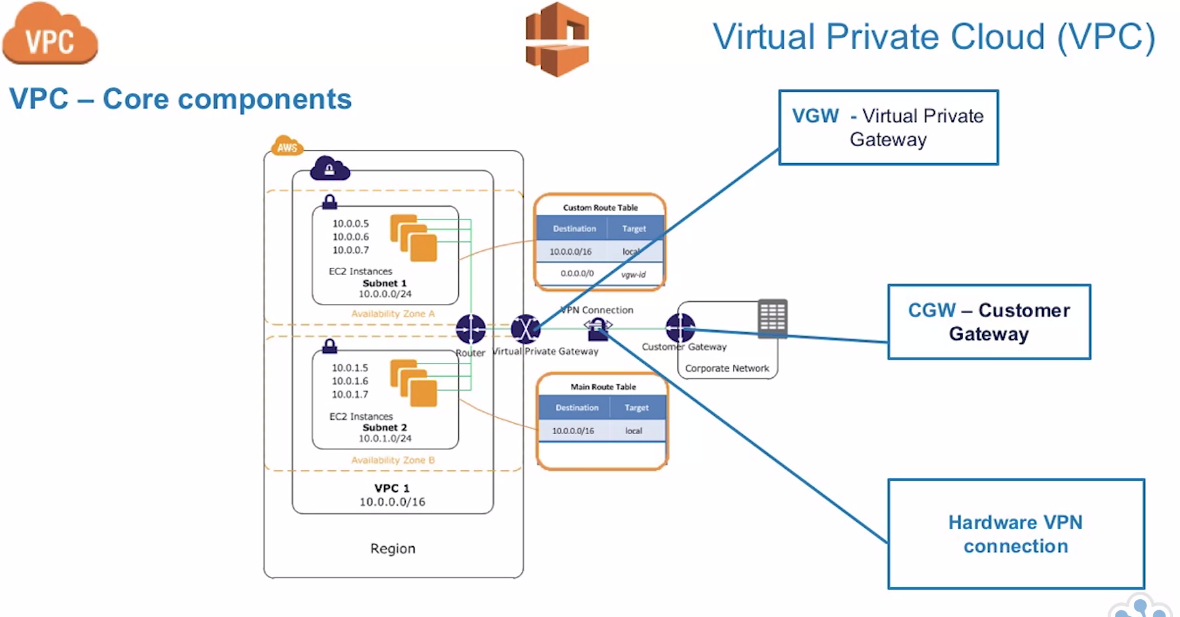 VPC
Virtual Private Cloud (VPC)
VPC – Core components
VGW - Virtual Private
Gateway
AWS
10.0.0.5
10.0.0.6
10.0.0.7
EC2 Instances
Subnet 1
10.0.0.0/24
Availability Zone A
Custom Route Table
Destination Target
10.0.0.0/16 local
0.0.0.0/0 vgw-id
VPN Connection
Router
Virtual Private Gateway
Customer Gateway
Corporate Network
CGW – Customer
Gateway
10.0.1.5
10.0.1.6
10.0.1.7
EC2 Instances
Subnet 2
10.0.1.0/24
Availability Zone B
Main Route Table
Destination Target
10.0.0.0/16 local
VPC 1
10.0.0.0/16
Region
Hardware VPN
connection